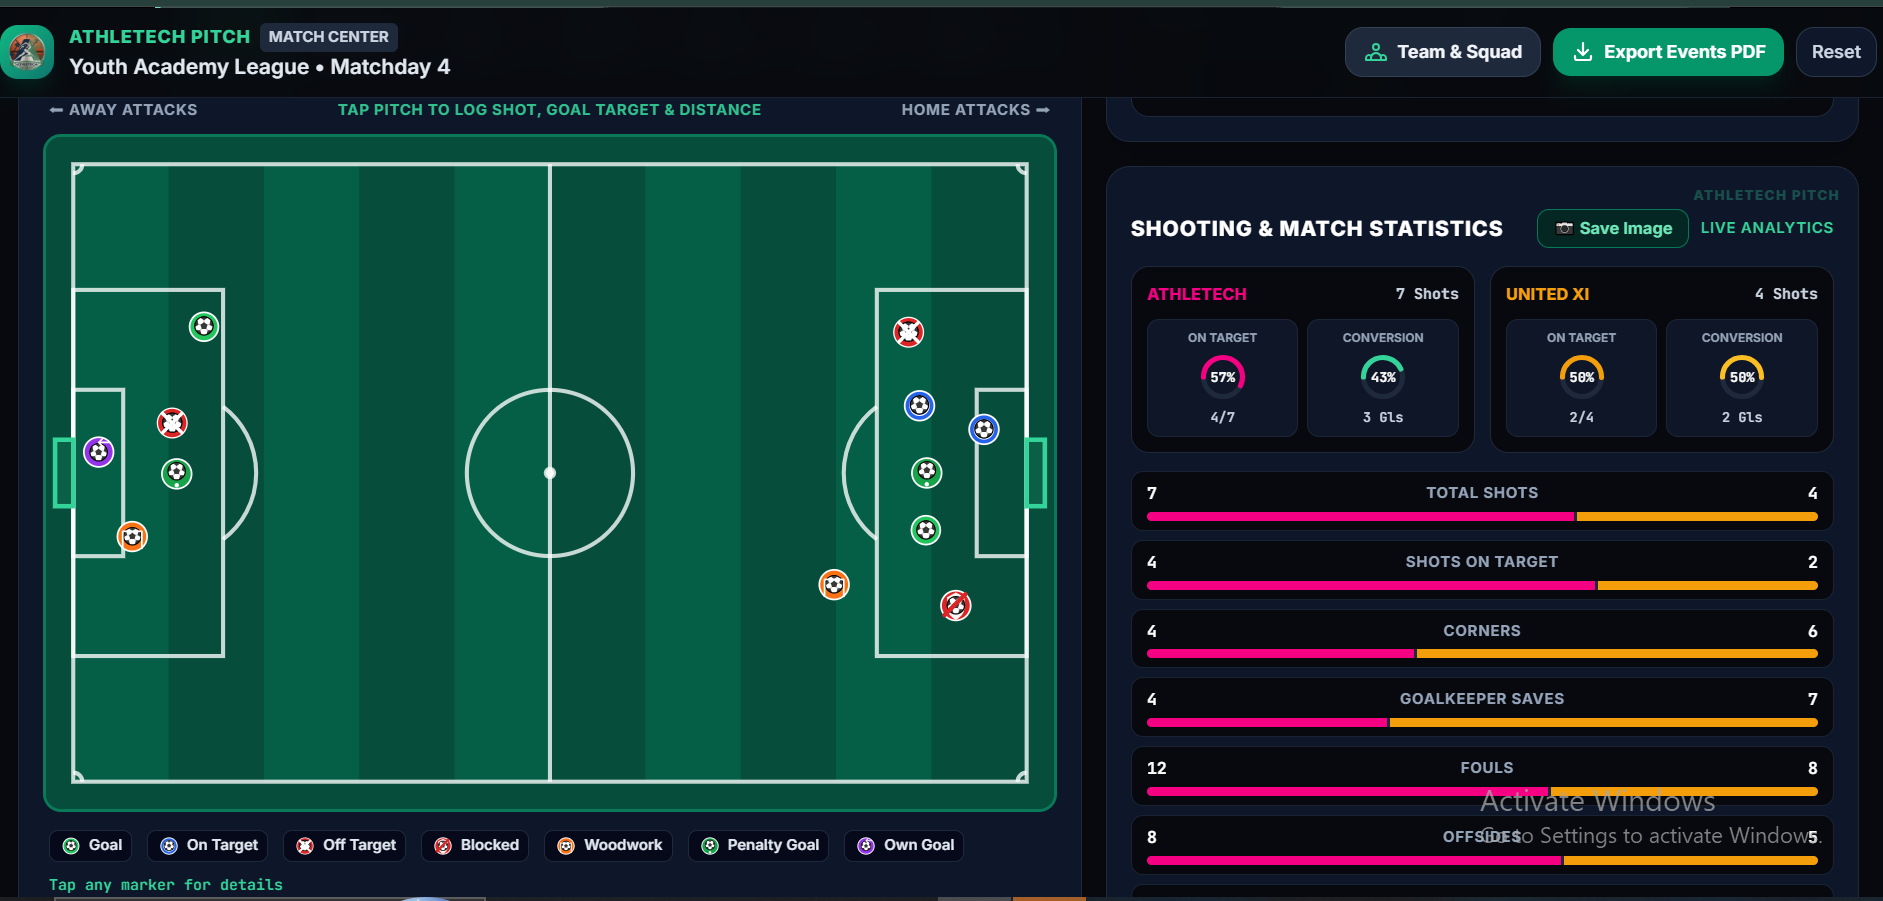 ATHLETECH PITCH MATCH CENTER
Youth Academy League • Matchday 4
Team & Squad
Export Events PDF
Reset
← AWAY ATTACKS
TAP PITCH TO LOG SHOT, GOAL TARGET & DISTANCE
HOME ATTACKS →
Goal
On Target
Off Target
Blocked
Woodwork
Penalty Goal
Own Goal
Tap any marker for details
ATHLETECH PITCH
SHOOTING & MATCH STATISTICS
Save Image
LIVE ANALYTICS
ATHLETECH 7 Shots
ON TARGET
57%
4/7
CONVERSION
43%
3 Gls
UNITED XI 4 Shots
ON TARGET
50%
2/4
CONVERSION
50%
2 Gls
7 TOTAL SHOTS 4
4 SHOTS ON TARGET 2
4 CORNERS 6
4 GOALKEEPER SAVES 7
12 FOULS 8
8 OFFSIDES 5
Activate Windows
Go to Settings to activate Windows.